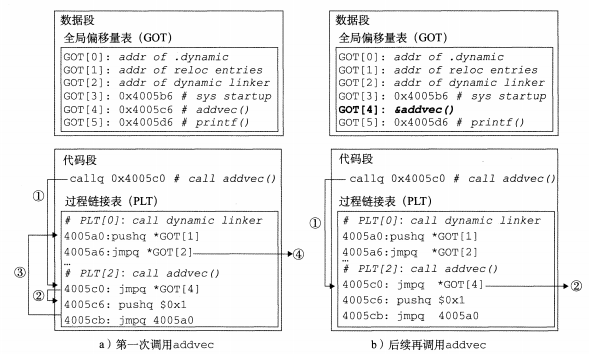 数据段
全局偏移量表（GOT）
GOT[0]: addr of .dynamic
GOT[1]: addr of reloc entries
GOT[2]: addr of dynamic linker
GOT[3]: 0x4005b6 # sys startup
GOT[4]: 0x4005c6 # addvec()
GOT[5]: 0x4005d6 # printf()
代码段
callq 0x4005c0 # call addvec()
①
过程链接表（PLT）
# PLT[0]: call dynamic linker
4005a0:pushq *GOT[1]
4005a6:jmpq *GOT[2]
④
…
③
# PLT[2]: call addvec()
②
4005c0: jmpq *GOT[4]
4005c6: pushq $0x1
4005cb: jmpq 4005a0
a）第一次调用addvec
数据段
全局偏移量表（GOT）
GOT[0]: addr of .dynamic
GOT[1]: addr of reloc entries
GOT[2]: addr of dynamic linker
GOT[3]: 0x4005b6 # sys startup
GOT[4]: &addvec()
GOT[5]: 0x4005d6 # printf()
代码段
callq 0x4005c0 # call addvec()
过程链接表（PLT）
①
# PLT[0]: call dynamic linker
4005a0:pushq *GOT[1]
4005a6:jmpq *GOT[2]
…
# PLT[2]: call addvec()
4005c0: jmpq *GOT[4]
②
4005c6: pushq $0x1
4005cb: jmpq 4005a0
b）后续再调用addvec